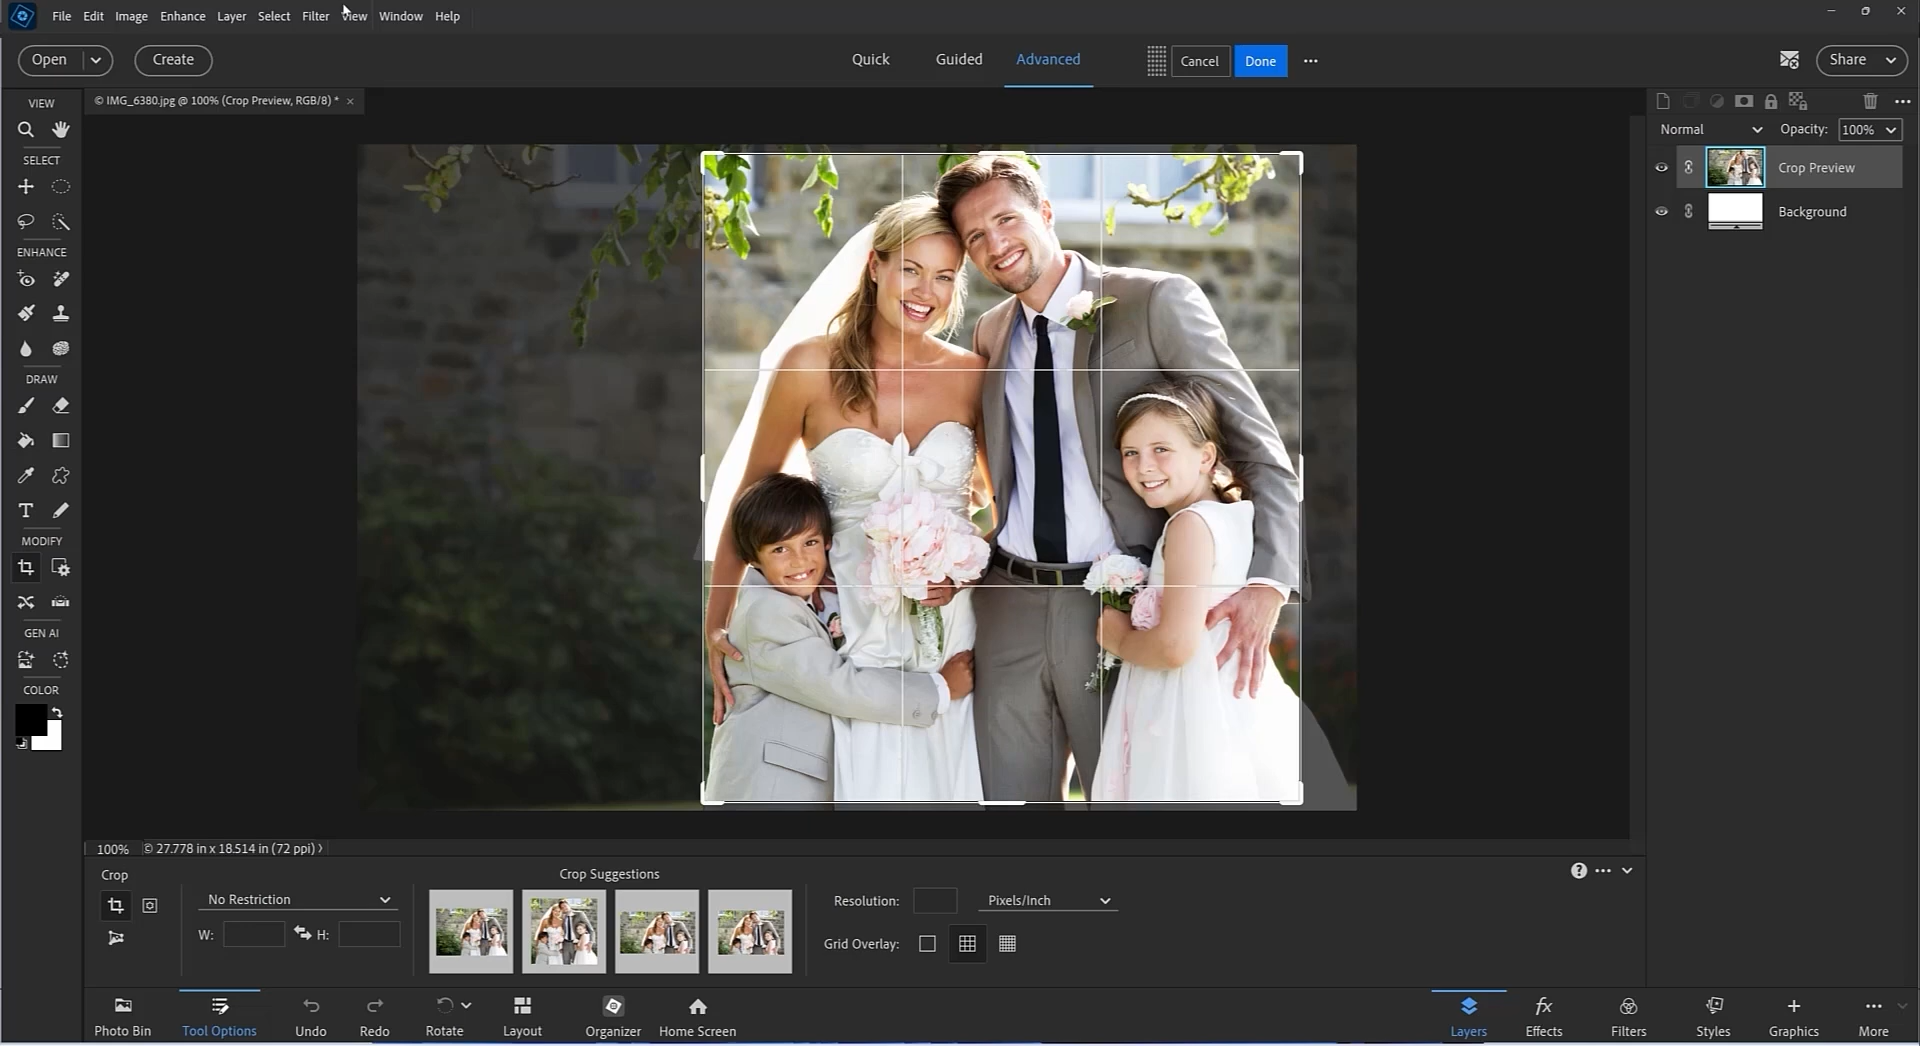 File Edit Image Enhance Layer Select Filter View Window Help
Open Create Quick Guided Advanced Cancel Done Share
VIEW © IMG_6380.jpg @ 100% (Crop Preview, RGB/8) *
Normal Opacity: 100%
SELECT
Crop Preview
Background
ENHANCE
DRAW
T
MODIFY
GEN AI
COLOR
100% © 27.778 in x 18.514 in (72 ppi)
Crop Crop Suggestions
No Restriction Resolution: Pixels/Inch
W: H: Grid Overlay:
Photo Bin Tool Options Undo Redo Rotate Layout Organizer Home Screen Layers Effects Filters Styles Graphics More